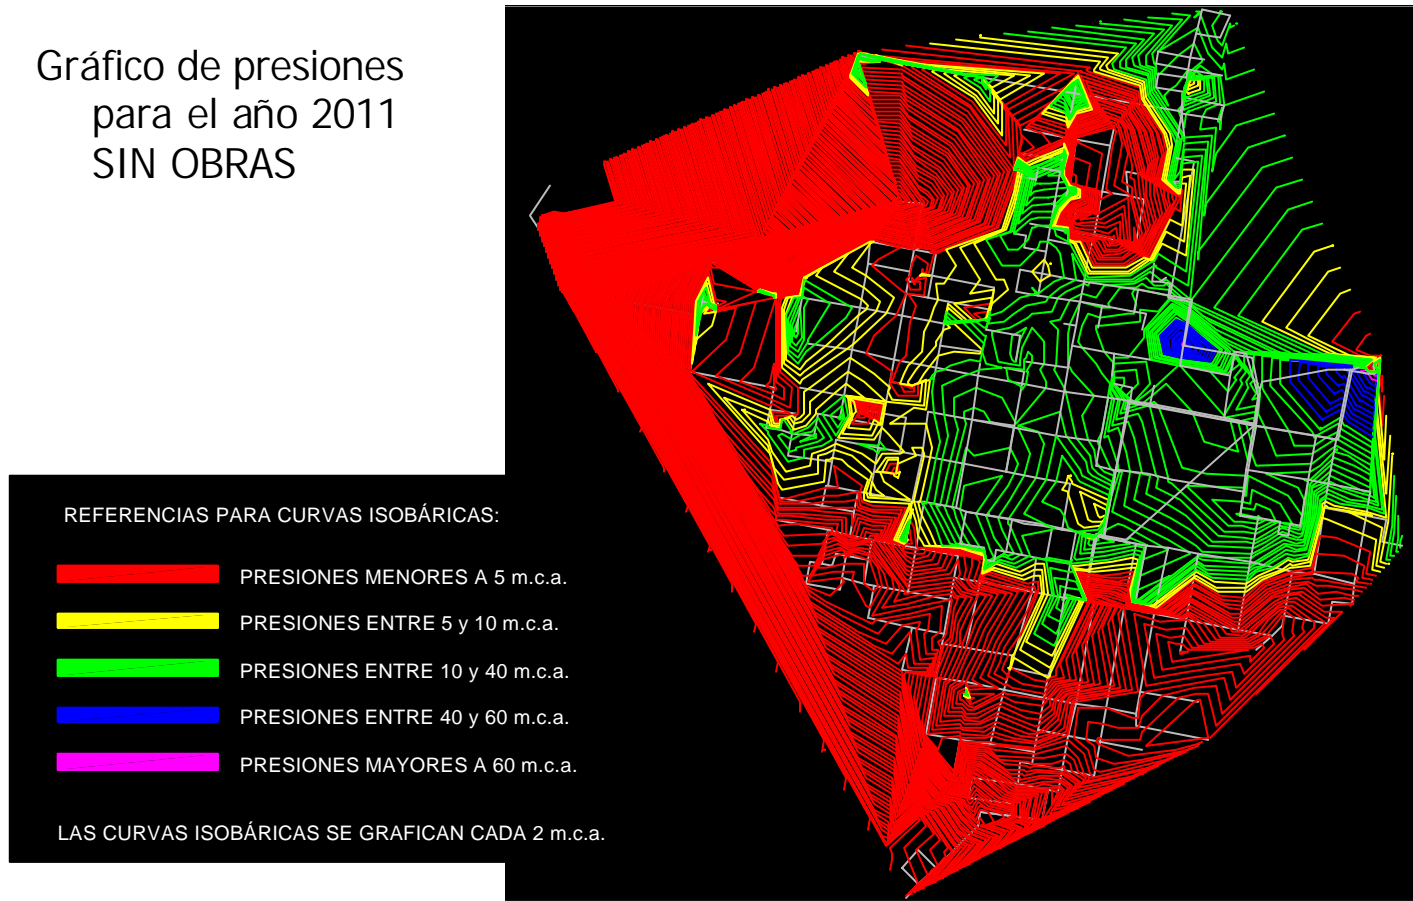 Gráfico de presiones
para el año 2011
SIN OBRAS
REFERENCIAS PARA CURVAS ISOBÁRICAS:
PRESIONES MENORES A 5 m.c.a.
PRESIONES ENTRE 5 y 10 m.c.a.
PRESIONES ENTRE 10 y 40 m.c.a.
PRESIONES ENTRE 40 y 60 m.c.a.
PRESIONES MAYORES A 60 m.c.a.
LAS CURVAS ISOBÁRICAS SE GRAFICAN CADA 2 m.c.a.